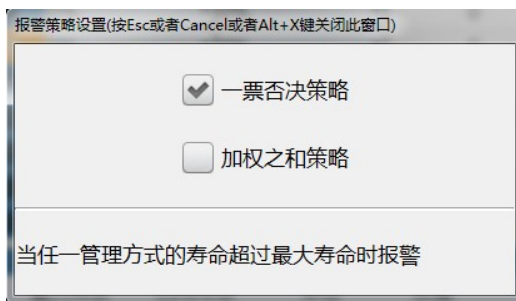 报警策略设置(按Esc或者Cancel或者Alt+X键关闭此窗口)
一票否决策略
加权之和策略
当任一管理方式的寿命超过最大寿命时报警